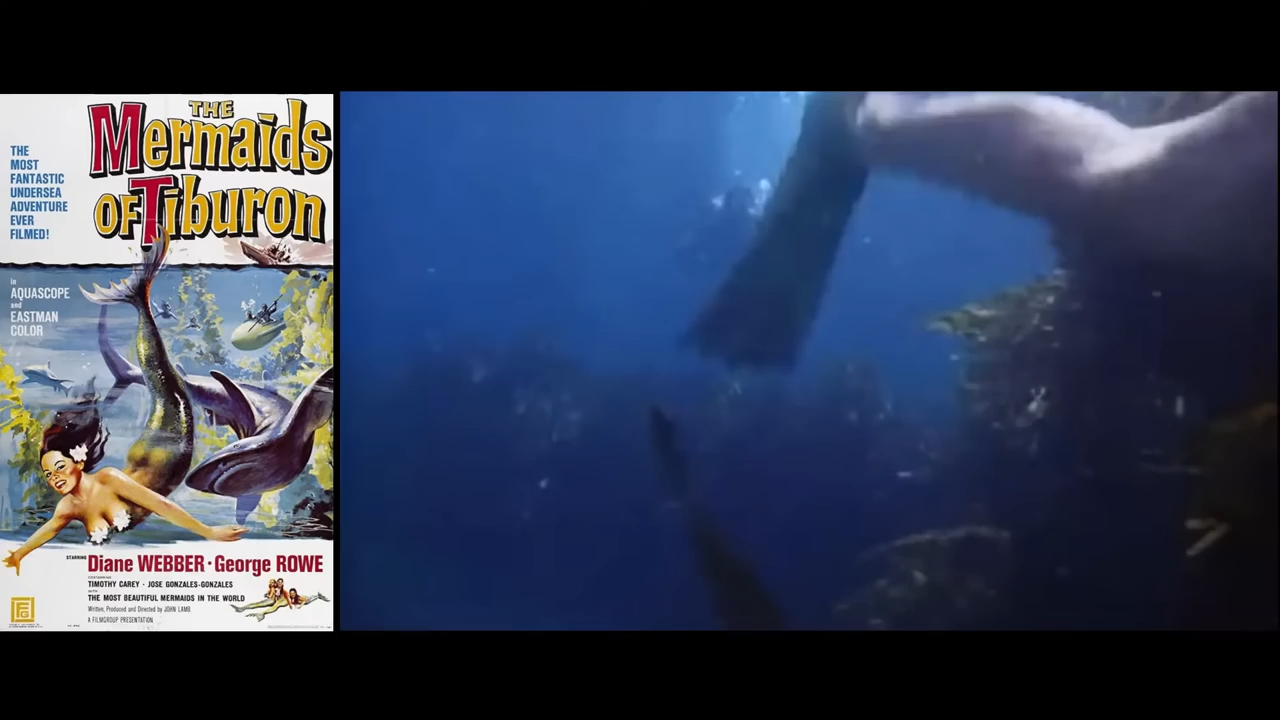 THE
Mermaids
OF Tiburon
THE
MOST
FANTASTIC
UNDERSEA
ADVENTURE
EVER
FILMED!
in
AQUASCOPE
and
EASTMAN
COLOR
STARRING Diane WEBBER · George ROWE
TIMOTHY CAREY · JOSE GONZALES-GONZALES
WITH
THE MOST BEAUTIFUL MERMAIDS IN THE WORLD
Written, Produced and Directed by JOHN LAMB
A FILMGROUP PRESENTATION